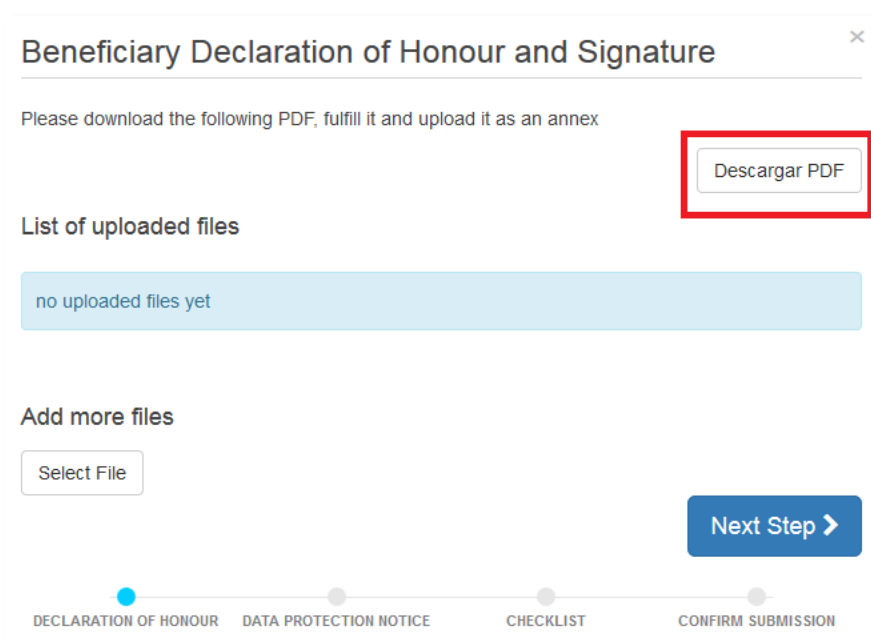 Beneficiary Declaration of Honour and Signature
×
Please download the following PDF, fulfill it and upload it as an annex
Descargar PDF
List of uploaded files
no uploaded files yet
Add more files
Select File
Next Step
DECLARATION OF HONOUR DATA PROTECTION NOTICE CHECKLIST CONFIRM SUBMISSION